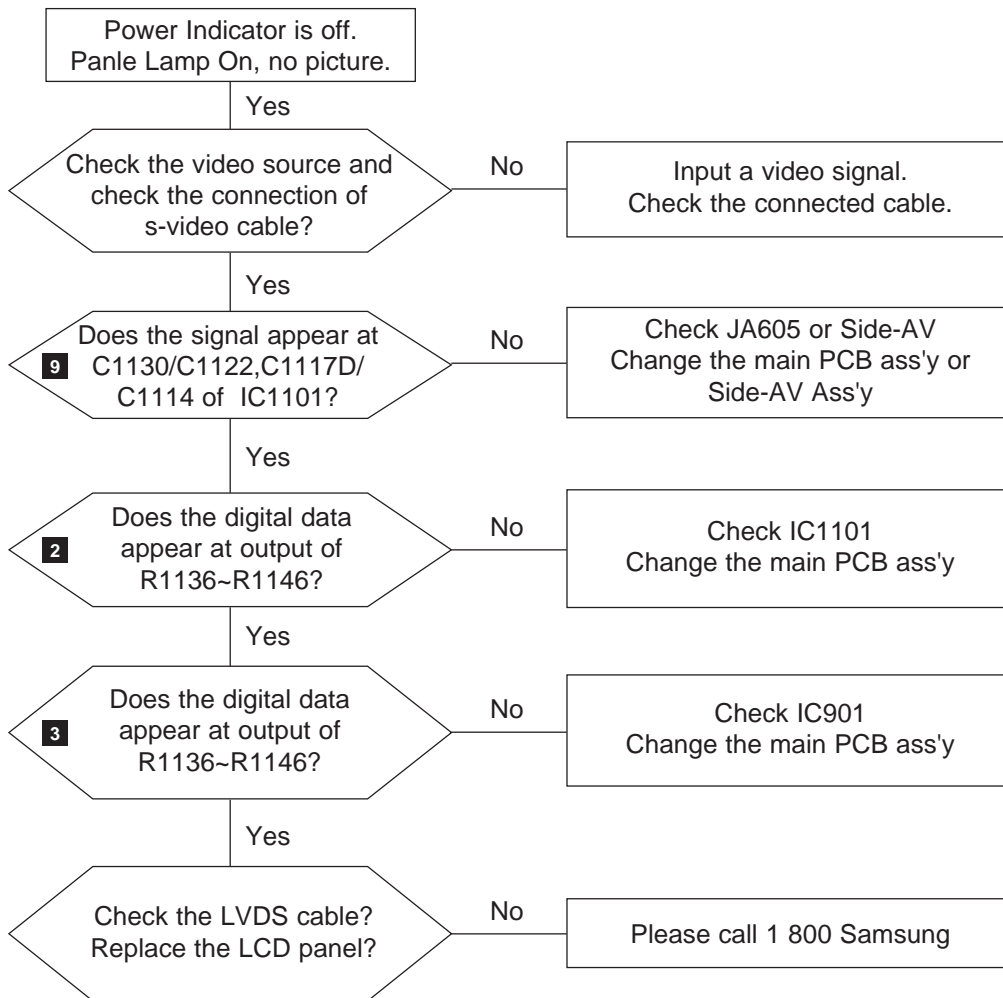 Power Indicator is off.
Panle Lamp On, no picture.
Yes
Check the video source and
check the connection of
s-video cable?
No
Input a video signal.
Check the connected cable.
Yes
Does the signal appear at
9
C1130/C1122,C1117D/
C1114 of IC1101?
No
Check JA605 or Side-AV
Change the main PCB ass'y or
Side-AV Ass'y
Yes
Does the digital data
2
appear at output of
R1136~R1146?
No
Check IC1101
Change the main PCB ass'y
Yes
Does the digital data
3
appear at output of
R1136~R1146?
No
Check IC901
Change the main PCB ass'y
Yes
Check the LVDS cable?
Replace the LCD panel?
No
Please call 1 800 Samsung